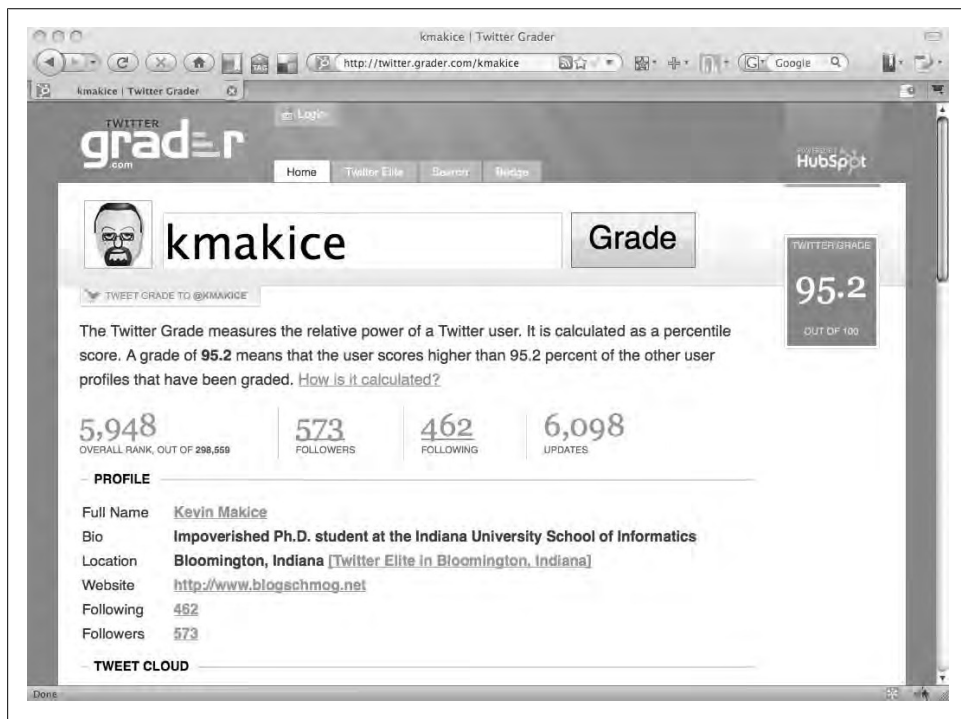 kmakice | Twitter Grader
http://twitter.grader.com/kmakice
Google
kmakice | Twitter Grader
TWITTER
grader
.com
Login
Home Twitter Elite Search Badge
HubSpot
kmakice
Grade
TWITTER GRADE
95.2
OUT OF 100
TWEET GRADE TO @KMAKICE
The Twitter Grade measures the relative power of a Twitter user. It is calculated as a percentile
score. A grade of 95.2 means that the user scores higher than 95.2 percent of the other user
profiles that have been graded. How is it calculated?
5,948 573 462 6,098
OVERALL RANK, OUT OF 298,559 FOLLOWERS FOLLOWING UPDATES
PROFILE
Full Name Kevin Makice
Bio Impoverished Ph.D. student at the Indiana University School of Informatics
Location Bloomington, Indiana [Twitter Elite in Bloomington, Indiana]
Website http://www.blogschmog.net
Following 462
Followers 573
TWEET CLOUD
Done